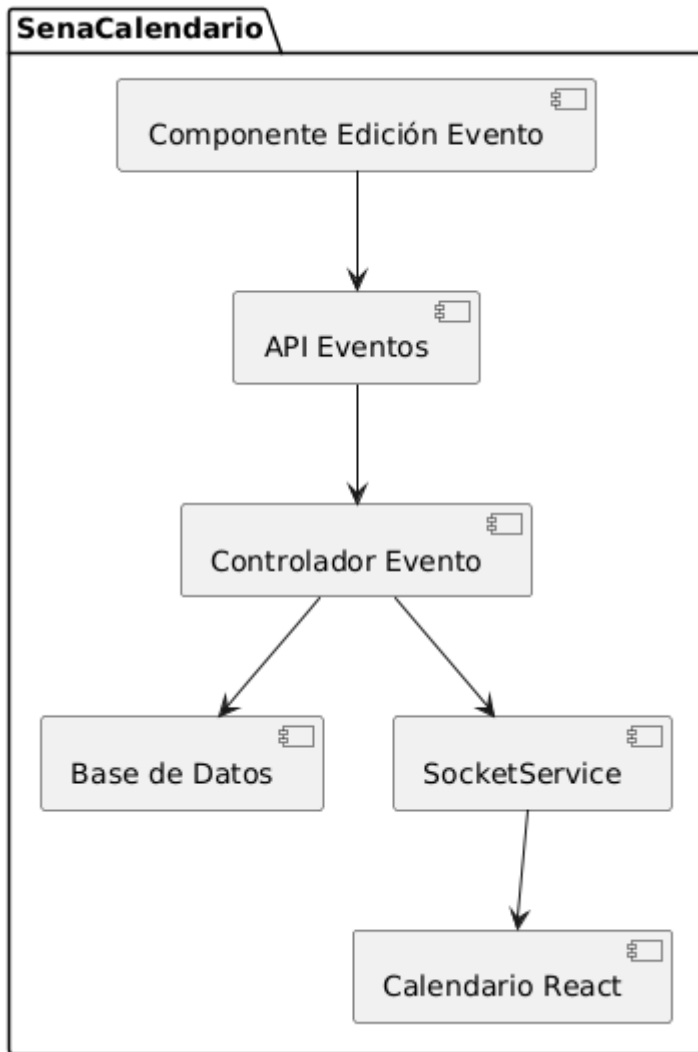 SenaCalendario
Componente Edición Evento
API Eventos
Controlador Evento
Base de Datos
SocketService
Calendario React